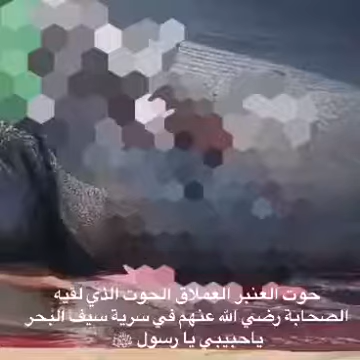 حوت العنبر العملاق الحوت الذي لقيه
الصحابة رضي الله عنهم في سرية سيف البحر
ياحبيبي يا رسول ﷺ